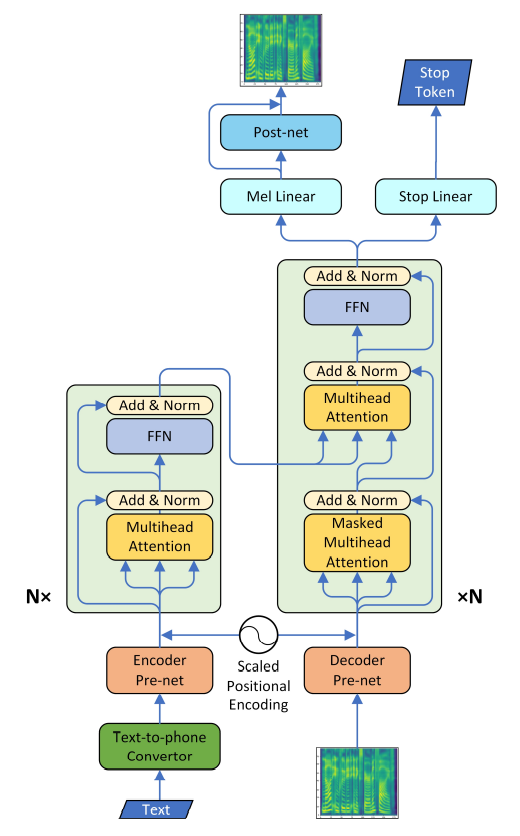 Stop
Token
Post-net
Mel Linear
Stop Linear
Add & Norm
FFN
Add & Norm
Multihead
Attention
Add & Norm
Masked
Multihead
Attention
Add & Norm
FFN
Add & Norm
Multihead
Attention
N×
×N
Encoder
Pre-net
Scaled
Positional
Encoding
Decoder
Pre-net
Text-to-phone
Convertor
Text